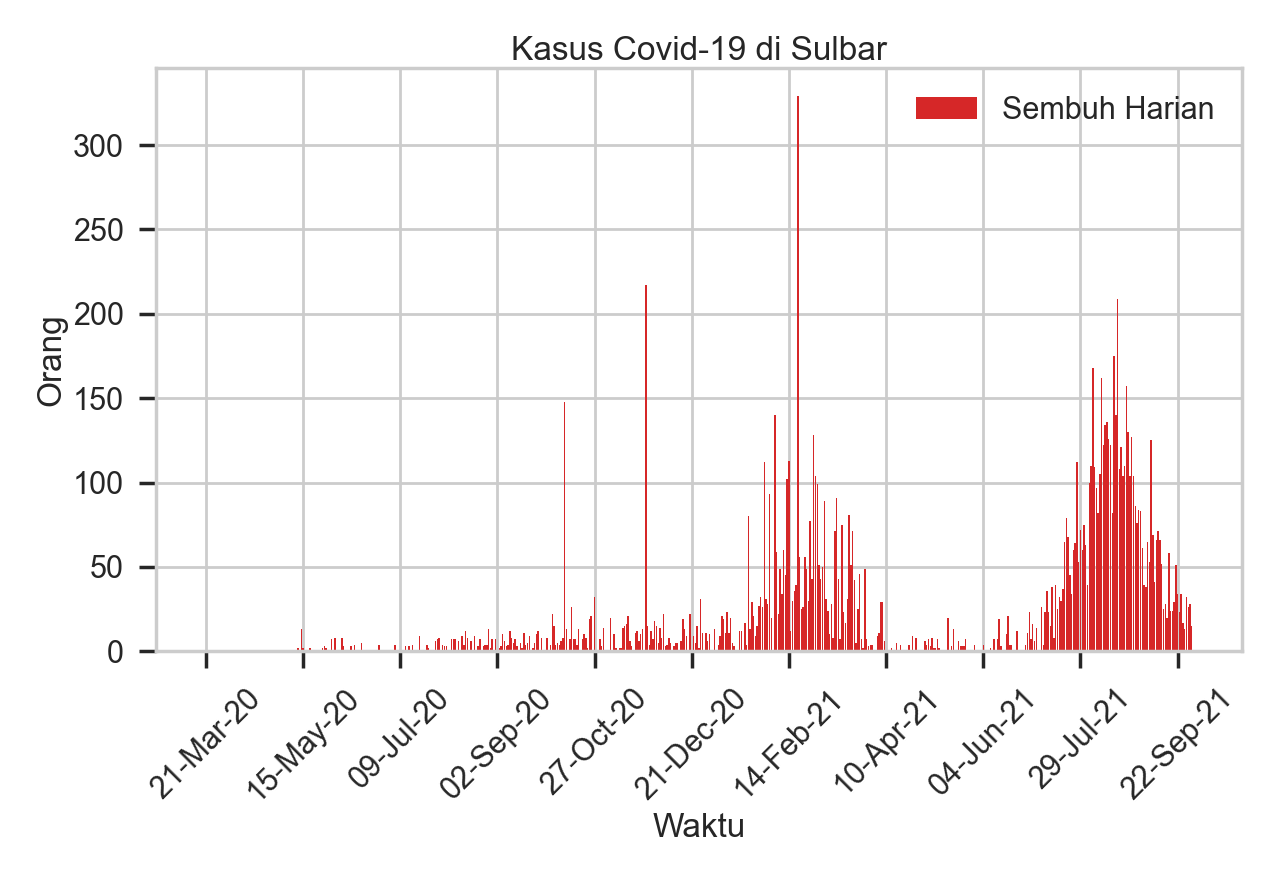 Kasus Covid-19 di Sulbar
Sembuh Harian
Orang
300
250
200
150
100
50
0
21-Mar-20
15-May-20
09-Jul-20
02-Sep-20
27-Oct-20
21-Dec-20
14-Feb-21
10-Apr-21
04-Jun-21
29-Jul-21
22-Sep-21
Waktu